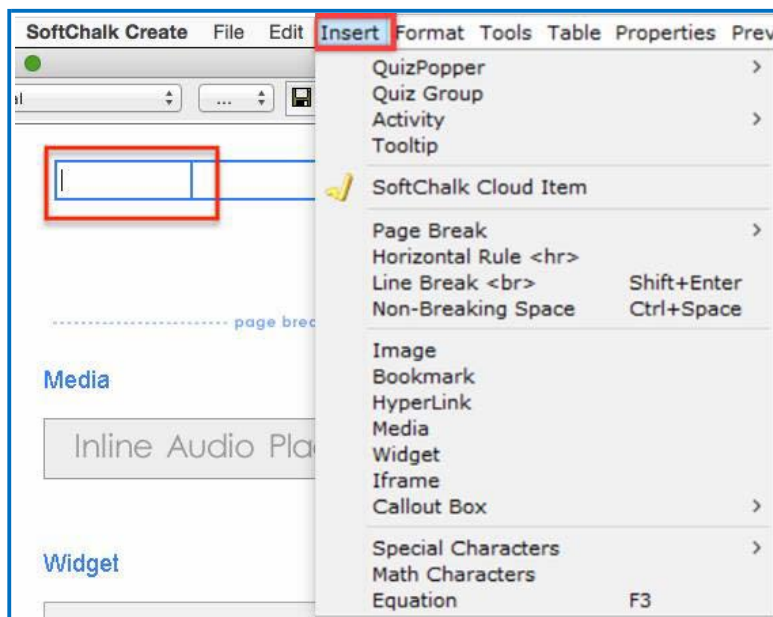 SoftChalk Create File Edit Insert Format Tools Table Properties Prev
al ...
QuizPopper >
Quiz Group
Activity >
Tooltip
SoftChalk Cloud Item
Page Break >
Horizontal Rule <hr>
Line Break <br> Shift+Enter
Non-Breaking Space Ctrl+Space
page brea
Image
Bookmark
Media
HyperLink
Media
Inline Audio Pla
Widget
Iframe
Callout Box >
Special Characters >
Widget
Math Characters
Equation F3